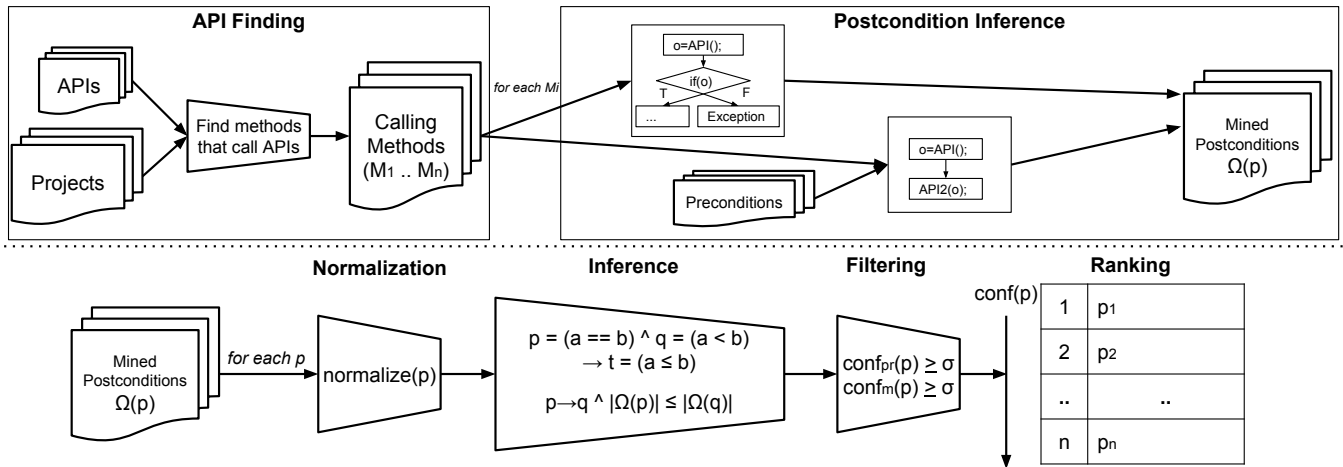 API Finding
Postcondition Inference
APIs
Projects
Find methods
that call APIs
Calling
Methods
(M1 .. Mn)
for each Mi
o=API();
if(o)
T
F
...
Exception
Preconditions
o=API();
API2(o);
Mined
Postconditions
Ω(p)
Normalization
Inference
Filtering
Ranking
Mined
Postconditions
Ω(p)
for each p
normalize(p)
p = (a == b) ^ q = (a < b)
→ t = (a ≤ b)
p→q ^ |Ω(p)| ≤ |Ω(q)|
confpr(p) ≥ σ
confm(p) ≥ σ
conf(p)
1 p1
2 p2
.. ..
n pn